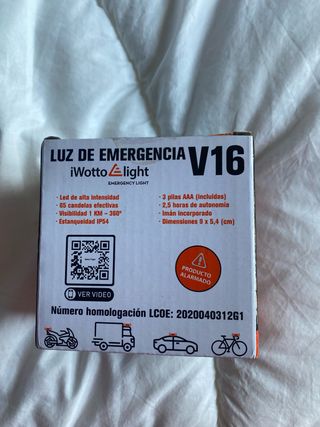 LUZ DE EMERGENCIA V16
iWotto light
EMERGENCY LIGHT
· Led de alta intensidad
· 65 candelas efectivas
· Visibilidad 1 KM - 360º
· Estanqueidad IP54
· 3 pilas AAA (incluidas)
· 2,5 horas de autonomía
· Imán incorporado
· Dimensiones 9 x 5,4 (cm)
PRODUCTO
ALARMADO
VER VIDEO
Número homologación LCOE: 2020040312G1